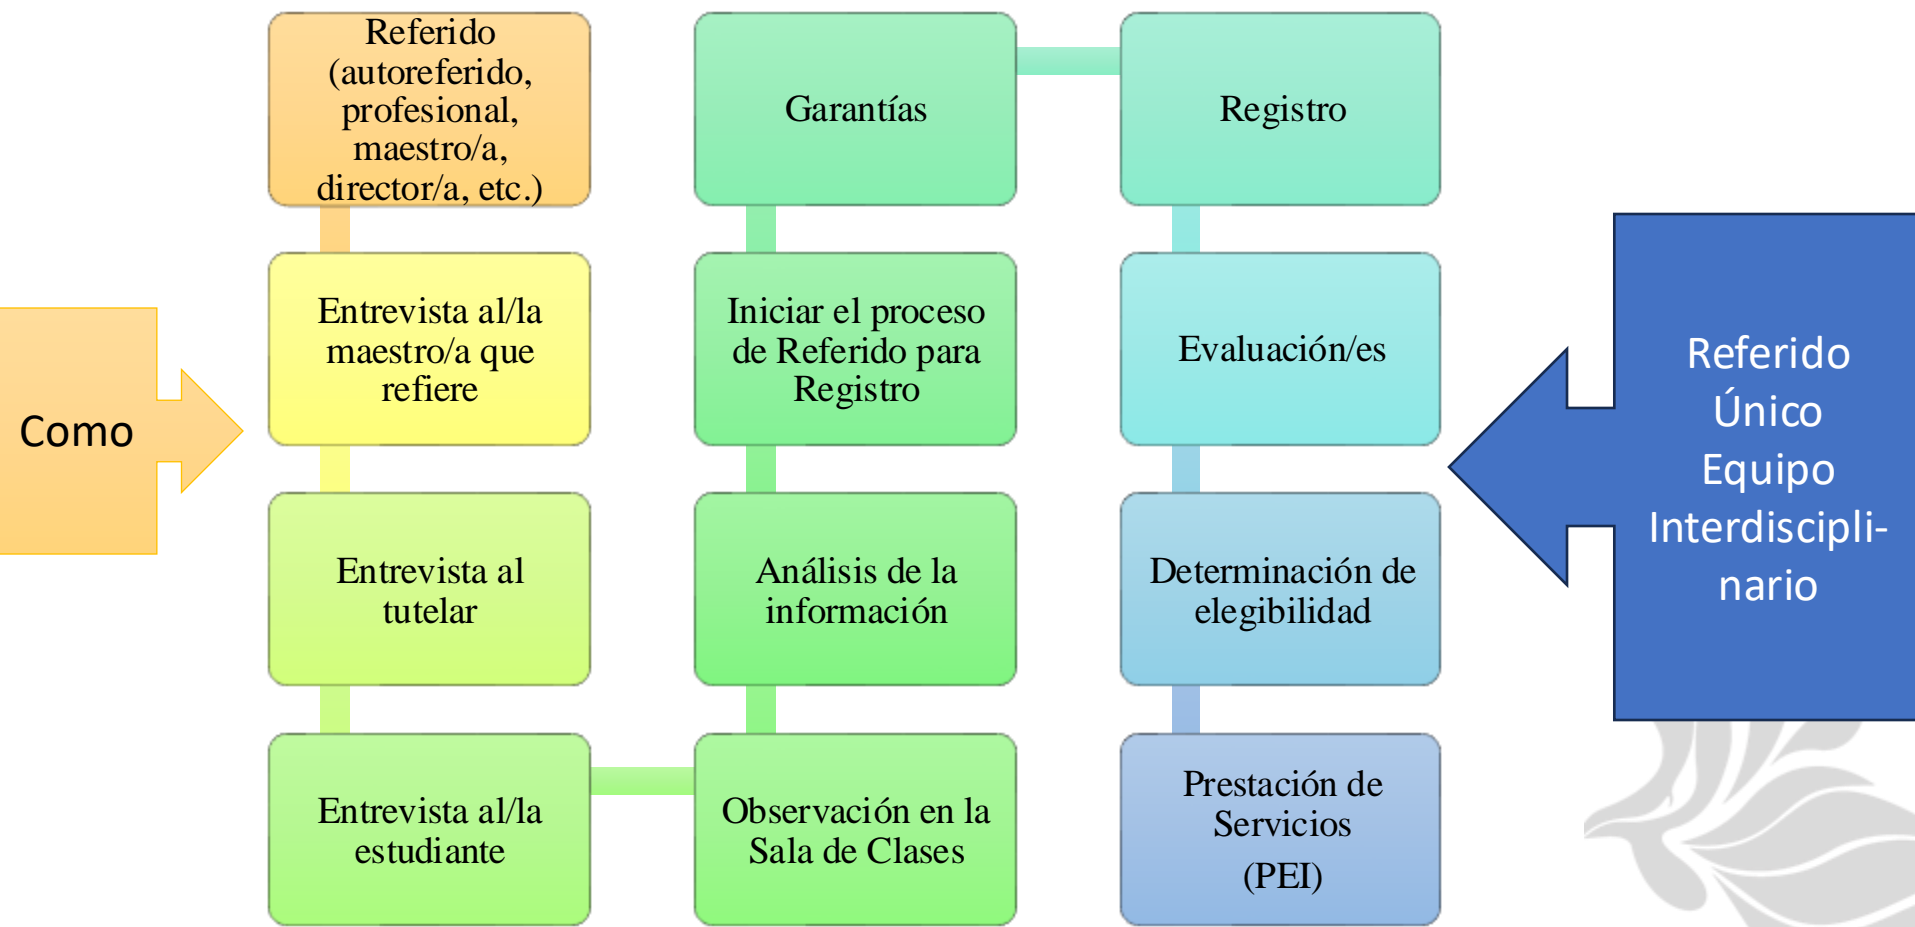 Como
Referido
(autoreferido,
profesional,
maestro/a,
director/a, etc.)
Entrevista al/la
maestro/a que
refiere
Entrevista al
tutelar
Entrevista al/la
estudiante
Observación en la
Sala de Clases
Análisis de la
información
Iniciar el proceso
de Referido para
Registro
Garantías
Registro
Evaluación/es
Determinación de
elegibilidad
Prestación de
Servicios
(PEI)
Referido
Único
Equipo
Interdiscipli-
nario